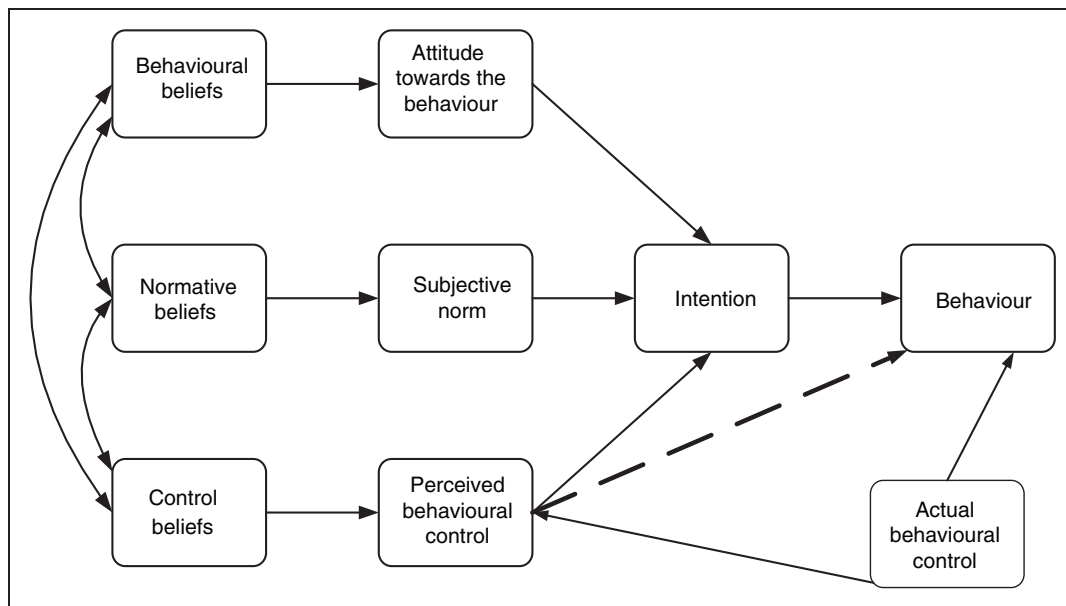 Behavioural
beliefs
Attitude
towards the
behaviour
Normative
beliefs
Subjective
norm
Intention
Behaviour
Control
beliefs
Perceived
behavioural
control
Actual
behavioural
control